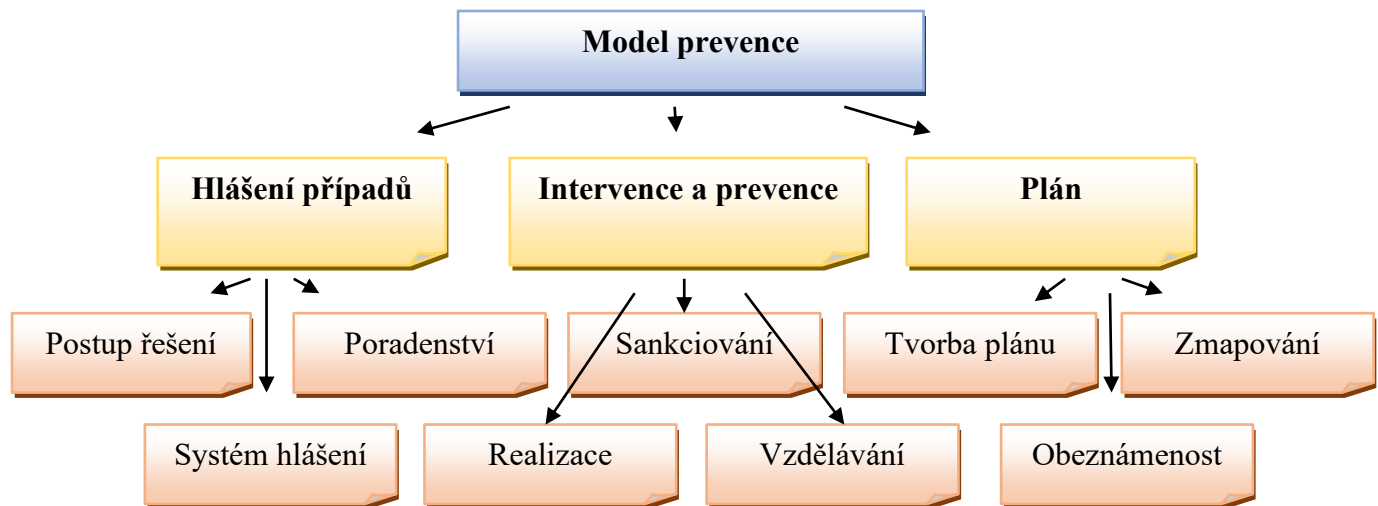 Model prevence
Hlášení případů
Intervence a prevence
Plán
Postup řešení
Poradenství
Sankciování
Tvorba plánu
Zmapování
Systém hlášení
Realizace
Vzdělávání
Obeznámenost